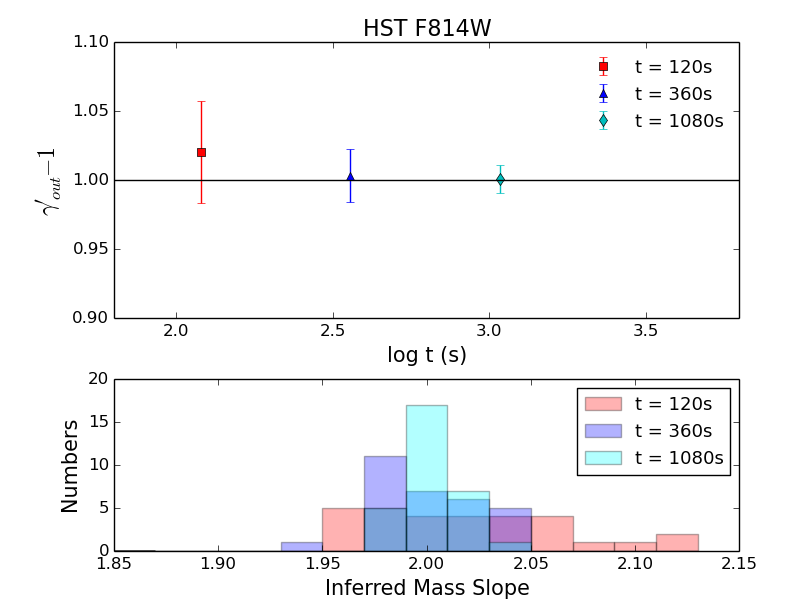 HST F814W
1.10
1.05
1.00
0.95
0.90
γ′out−1
t = 120s
t = 360s
t = 1080s
2.0 2.5 3.0 3.5
log t (s)
20
15
10
5
0
Numbers
t = 120s
t = 360s
t = 1080s
1.85 1.90 1.95 2.00 2.05 2.10 2.15
Inferred Mass Slope